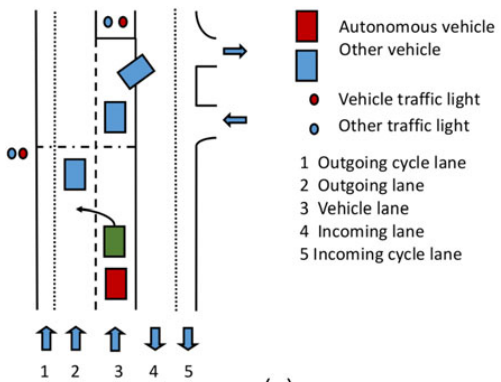 Autonomous vehicle
Other vehicle
Vehicle traffic light
Other traffic light
1 Outgoing cycle lane
2 Outgoing lane
3 Vehicle lane
4 Incoming lane
5 Incoming cycle lane
1 2 3 4 5